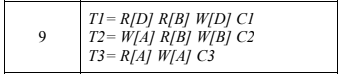 9
T1= R[D] R[B] W[D] C1
T2= W[A] R[B] W[B] C2
T3= R[A] W[A] C3